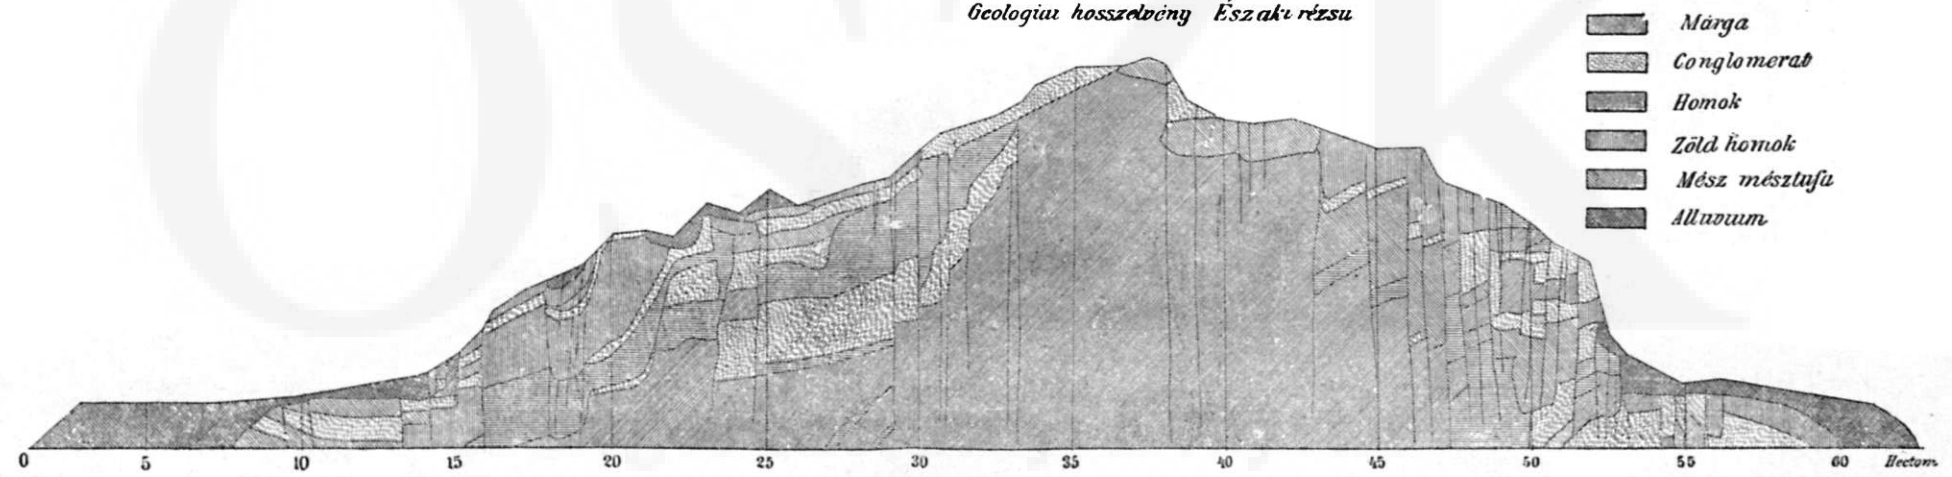 Geologiai hosszelvény Északi rézsu
Márga
Conglomerat
Homok
Zöld homok
Mész mésztufa
Alluvium
0 5 10 15 20 25 30 35 40 45 50 55 60 Hectom
OSZK